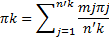 πk = ∑_{j=1}^{n′k} mjπj / n′k